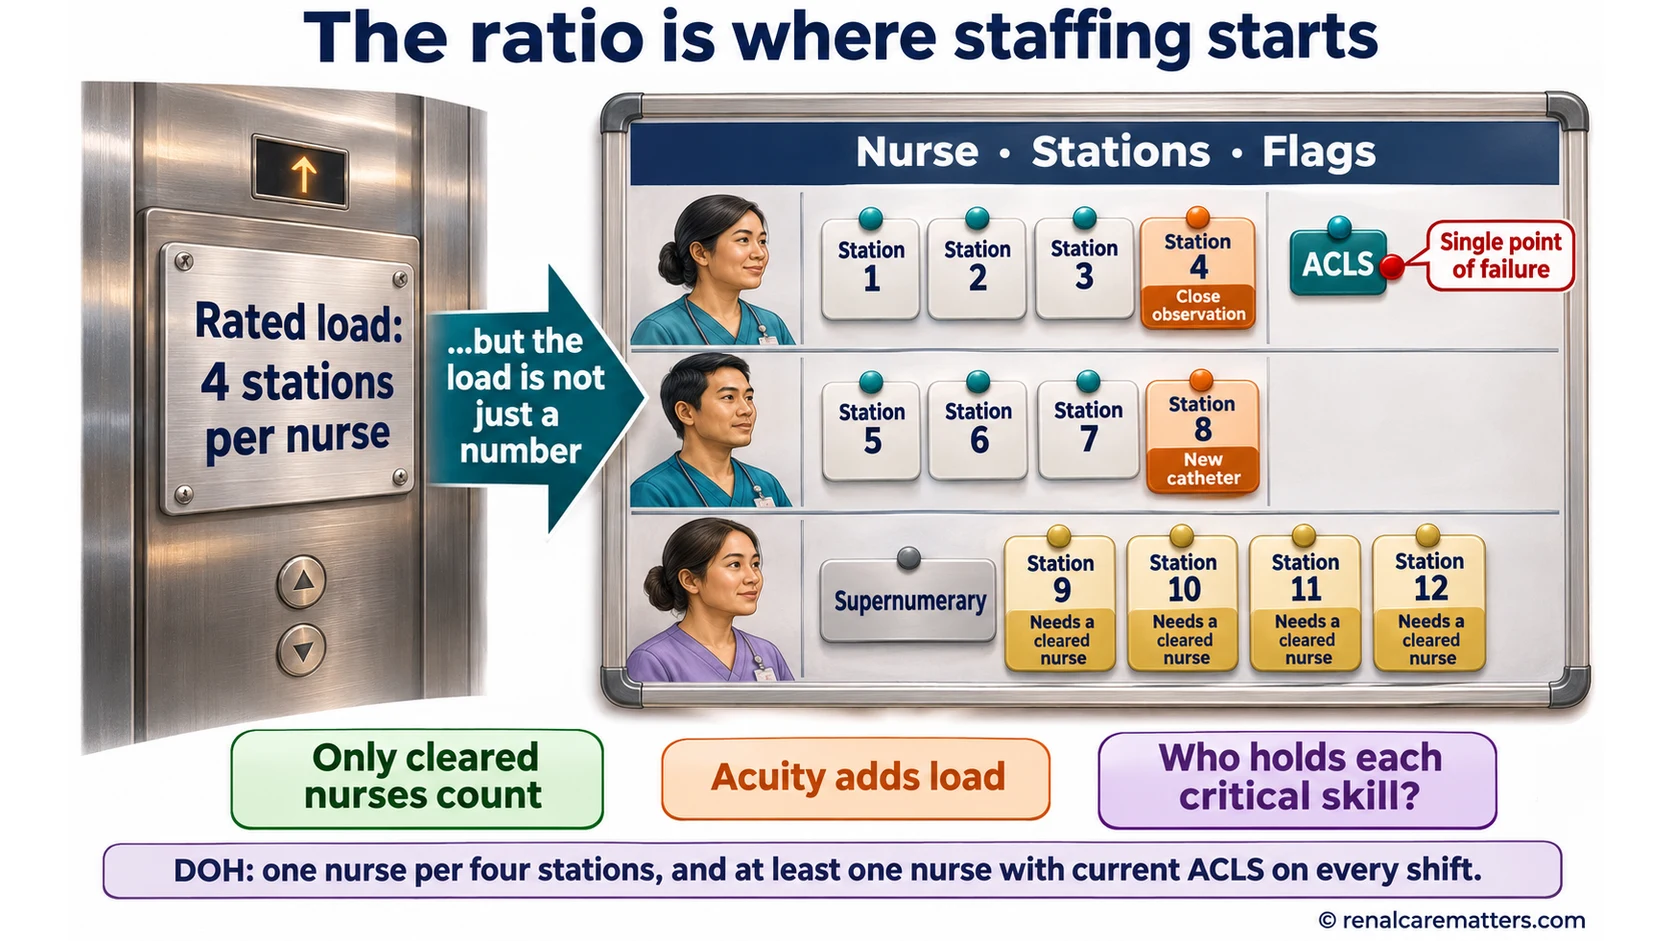 The ratio is where staffing starts
Rated load:
4 stations
per nurse
...but the
load is not
just a
number
Nurse • Stations • Flags
Station
1
Station
2
Station
3
Station
4
Close
observation
ACLS
Single point
of failure
Station
5
Station
6
Station
7
Station
8
New
catheter
Supernumerary
Station
9
Needs a
cleared
nurse
Station
10
Needs a
cleared
nurse
Station
11
Needs a
cleared
nurse
Station
12
Needs a
cleared
nurse
Only cleared
nurses count
Acuity adds load
Who holds each
critical skill?
DOH: one nurse per four stations, and at least one nurse with current ACLS on every shift.
© renalcarematters.com